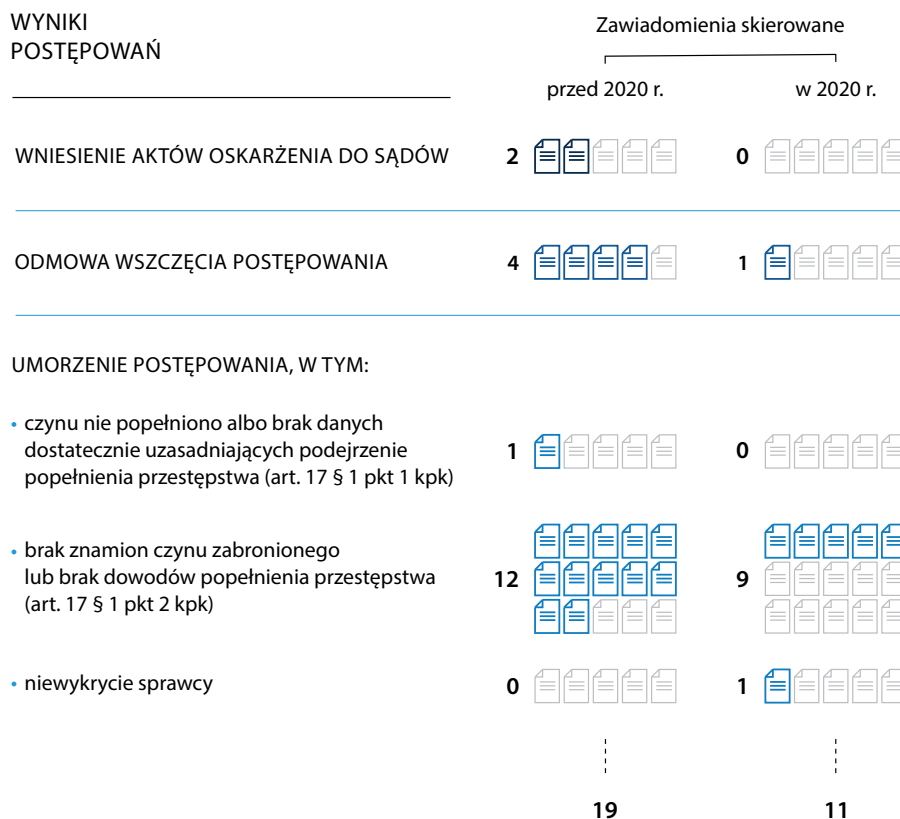 WYNIKI
POSTĘPOWAŃ
Zawiadomienia skierowane
przed 2020 r.
w 2020 r.
WNIESIENIE AKTÓW OSKARŻENIA DO SĄDÓW
2
0
ODMOWA WSZCZĘCIA POSTĘPOWANIA
4
1
UMORZENIE POSTĘPOWANIA, W TYM:
• czynu nie popełniono albo brak danych
dostatecznie uzasadniających podejrzenie
popełnienia przestępstwa (art. 17 § 1 pkt 1 kpk)
1
0
• brak znamion czynu zabronionego
lub brak dowodów popełnienia przestępstwa
(art. 17 § 1 pkt 2 kpk)
12
9
• niewykrycie sprawcy
0
1
19
11